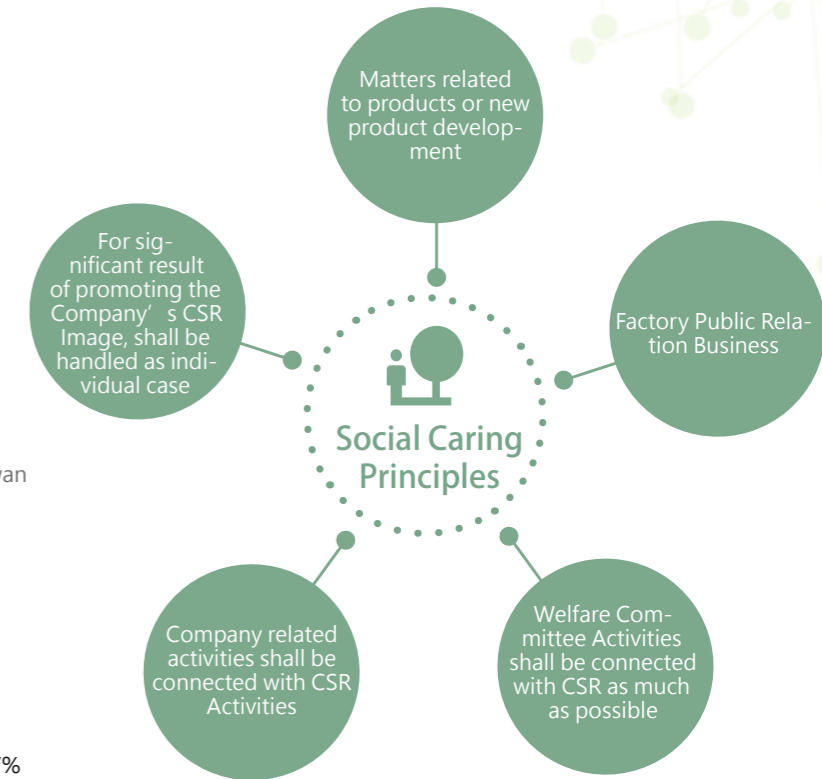 Matters related
to products or new
product develop-
ment
For sig-
nificant result
of promoting the
Company’ s CSR
Image, shall be
handled as indi-
vidual case
Factory Public Rela-
tion Business
Social Caring
Principles
Company related
activities shall be
connected with CSR
Activities
Welfare Com-
mittee Activities
shall be connected
with CSR as much
as possible
%